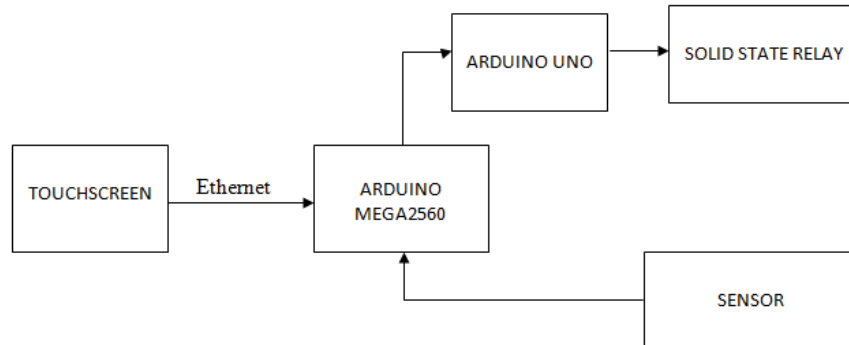 ARDUINO UNO
SOLID STATE RELAY
TOUCHSCREEN
Ethernet
ARDUINO
MEGA2560
SENSOR